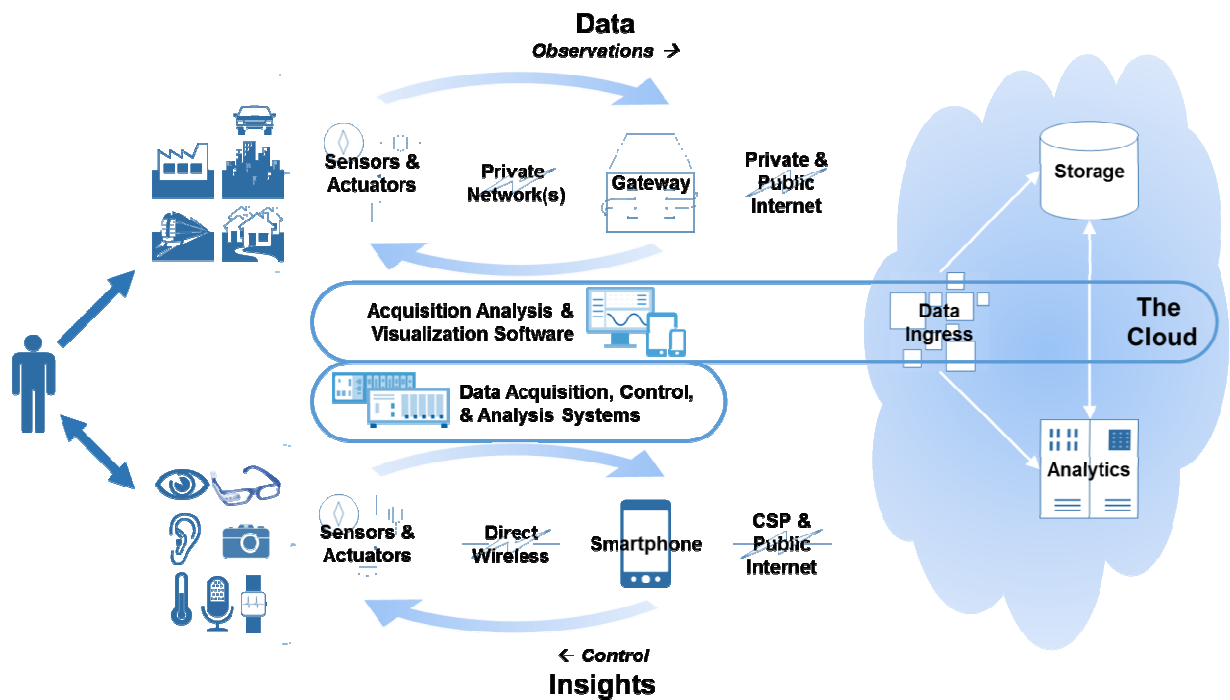 Data
Observations →
Sensors &
Actuators
Private
Network(s)
Gateway
Private &
Public
Internet
Storage
Acquisition Analysis &
Visualization Software
Data
Ingress
The
Cloud
Data Acquisition, Control,
& Analysis Systems
Analytics
Sensors &
Actuators
Direct
Wireless
Smartphone
CSP &
Public
Internet
← Control
Insights